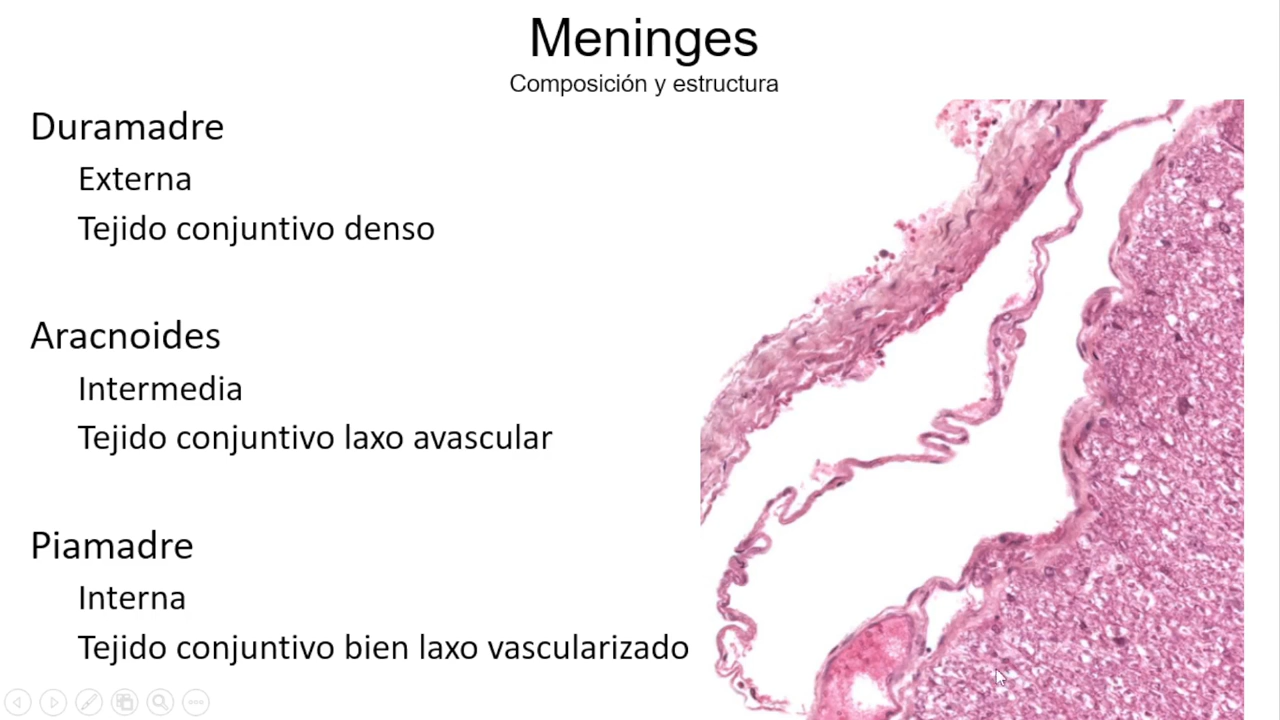 Meninges
Composición y estructura
Duramadre
Externa
Tejido conjuntivo denso
Aracnoides
Intermedia
Tejido conjuntivo laxo avascular
Piamadre
Interna
Tejido conjuntivo bien laxo vascularizado